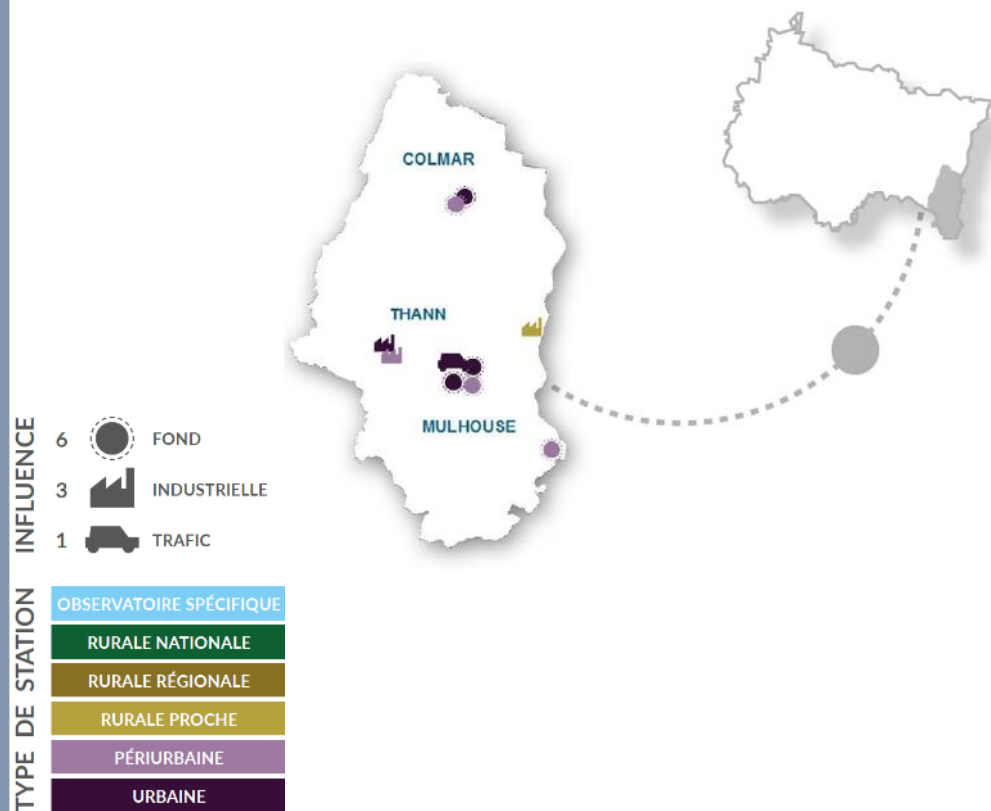 COLMAR
THANN
MULHOUSE
INFLUENCE
6 FOND
3 INDUSTRIELLE
1 TRAFIC
TYPE DE STATION
OBSERVATOIRE SPÉCIFIQUE
RURALE NATIONALE
RURALE RÉGIONALE
RURALE PROCHE
PÉRIURBAINE
URBAINE